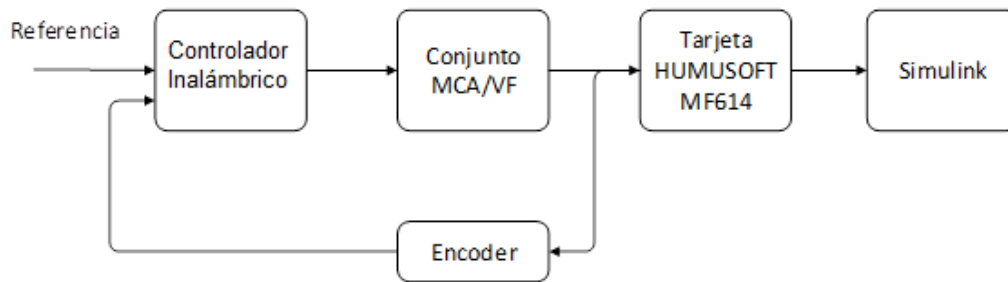 Referencia
Controlador
Inalámbrico
Conjunto
MCA/VF
Tarjeta
HUMUSOFT
MF614
Simulink
Encoder